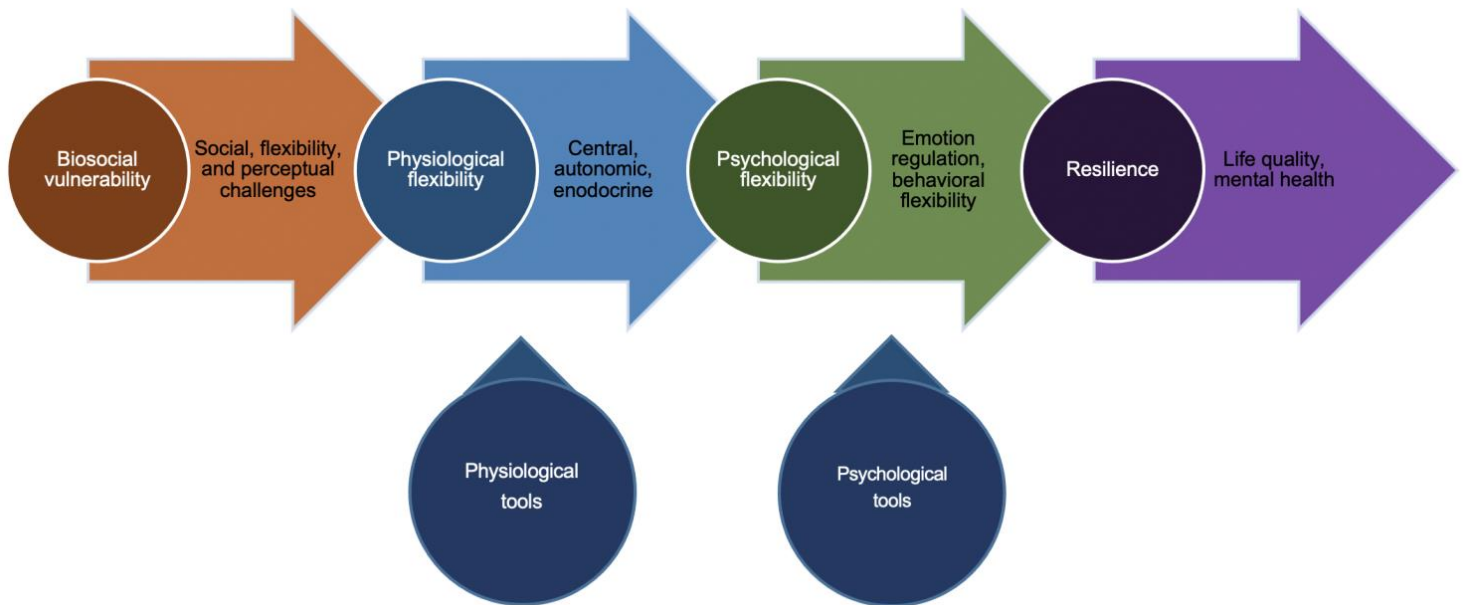 Biosocial
vulnerability
Social, flexibility,
and perceptual
challenges
Physiological
flexibility
Central,
autonomic,
enodocrine
Psychological
flexibility
Emotion
regulation,
behavioral
flexibility
Resilience
Life quality,
mental health
Physiological
tools
Psychological
tools